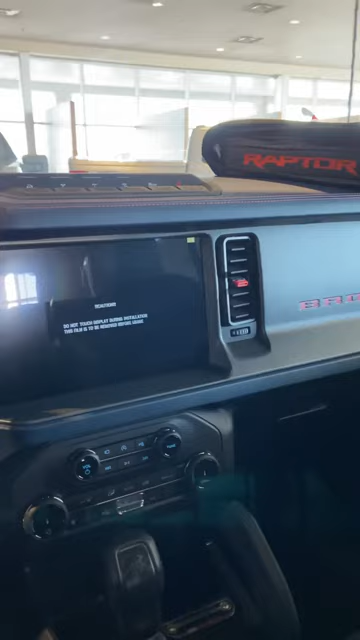 RAPTOR
CAUTION!
DO NOT TOUCH DISPLAY DURING INSTALLATION.
THIS FILM IS TO BE REMOVED BEFORE USAGE.
BRO